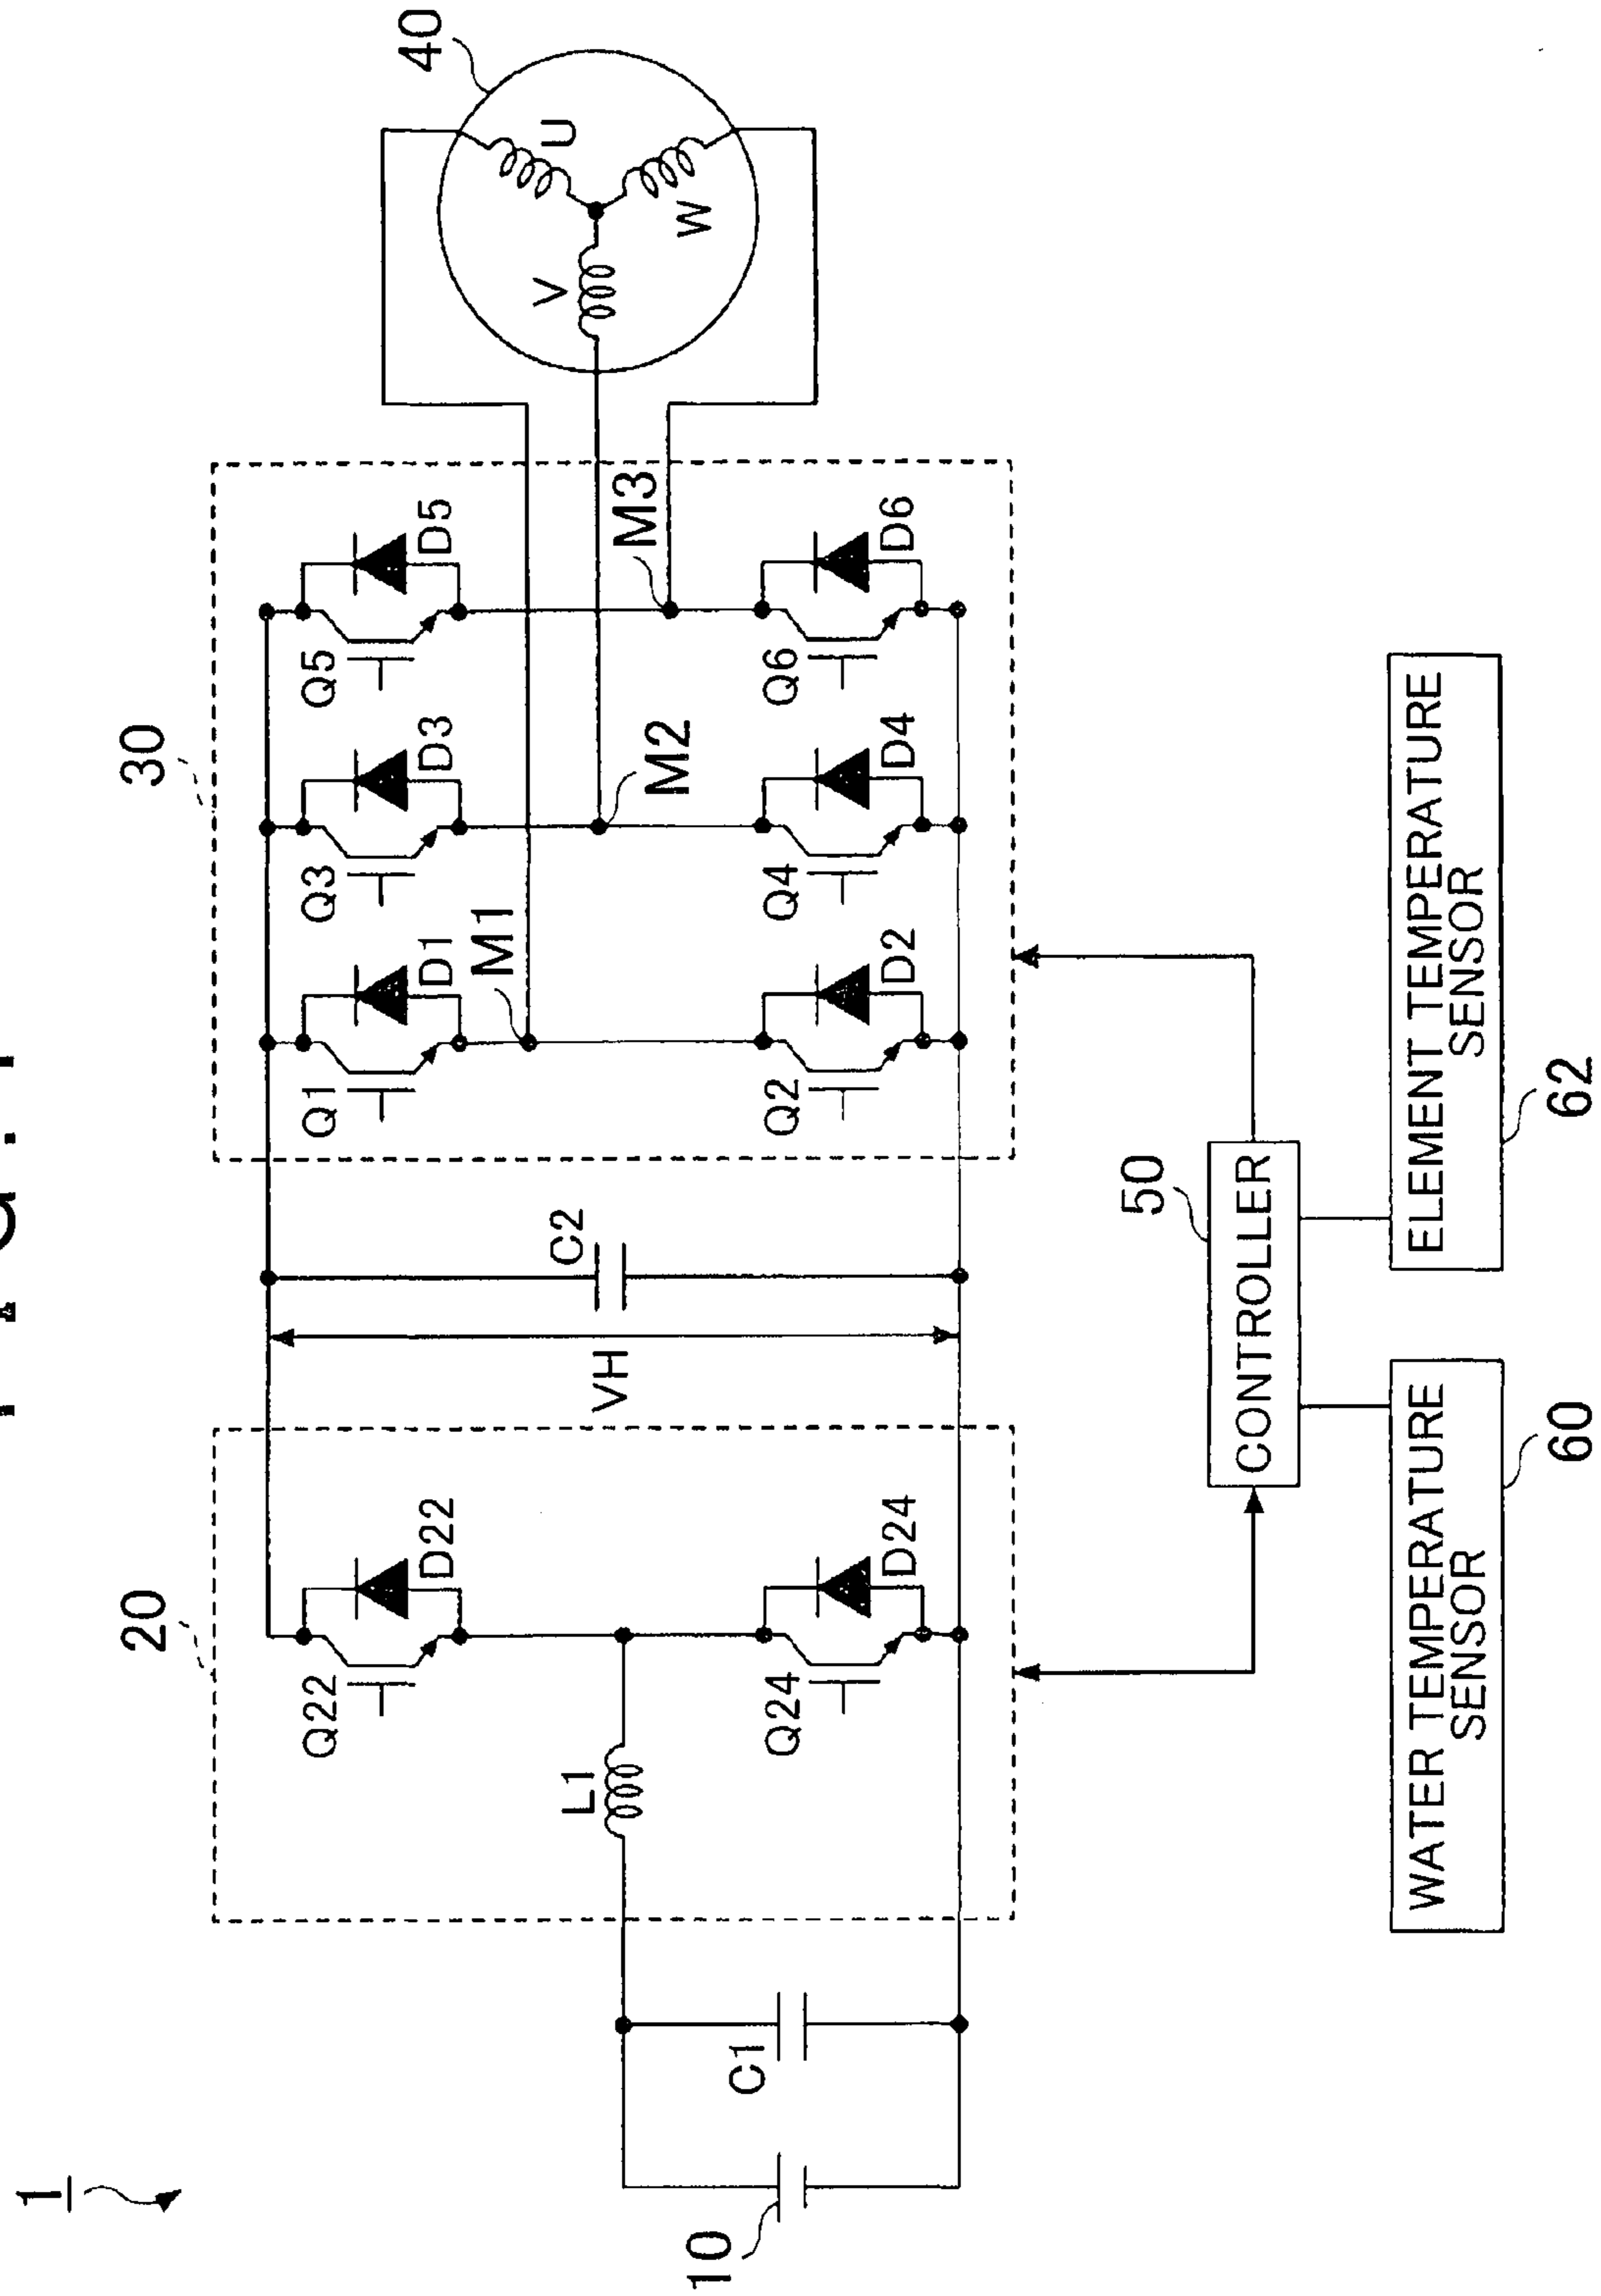 1
20
30
40
Q22
D22
Q1
D1
Q3
D3
Q5
D5
U
V
W
M1
M2
M3
L1
VH
C2
C1
10
Q24
D24
Q2
D2
Q4
D4
Q6
D6
50
CONTROLLER
WATER TEMPERATURE
SENSOR
60
ELEMENT TEMPERATURE
SENSOR
62